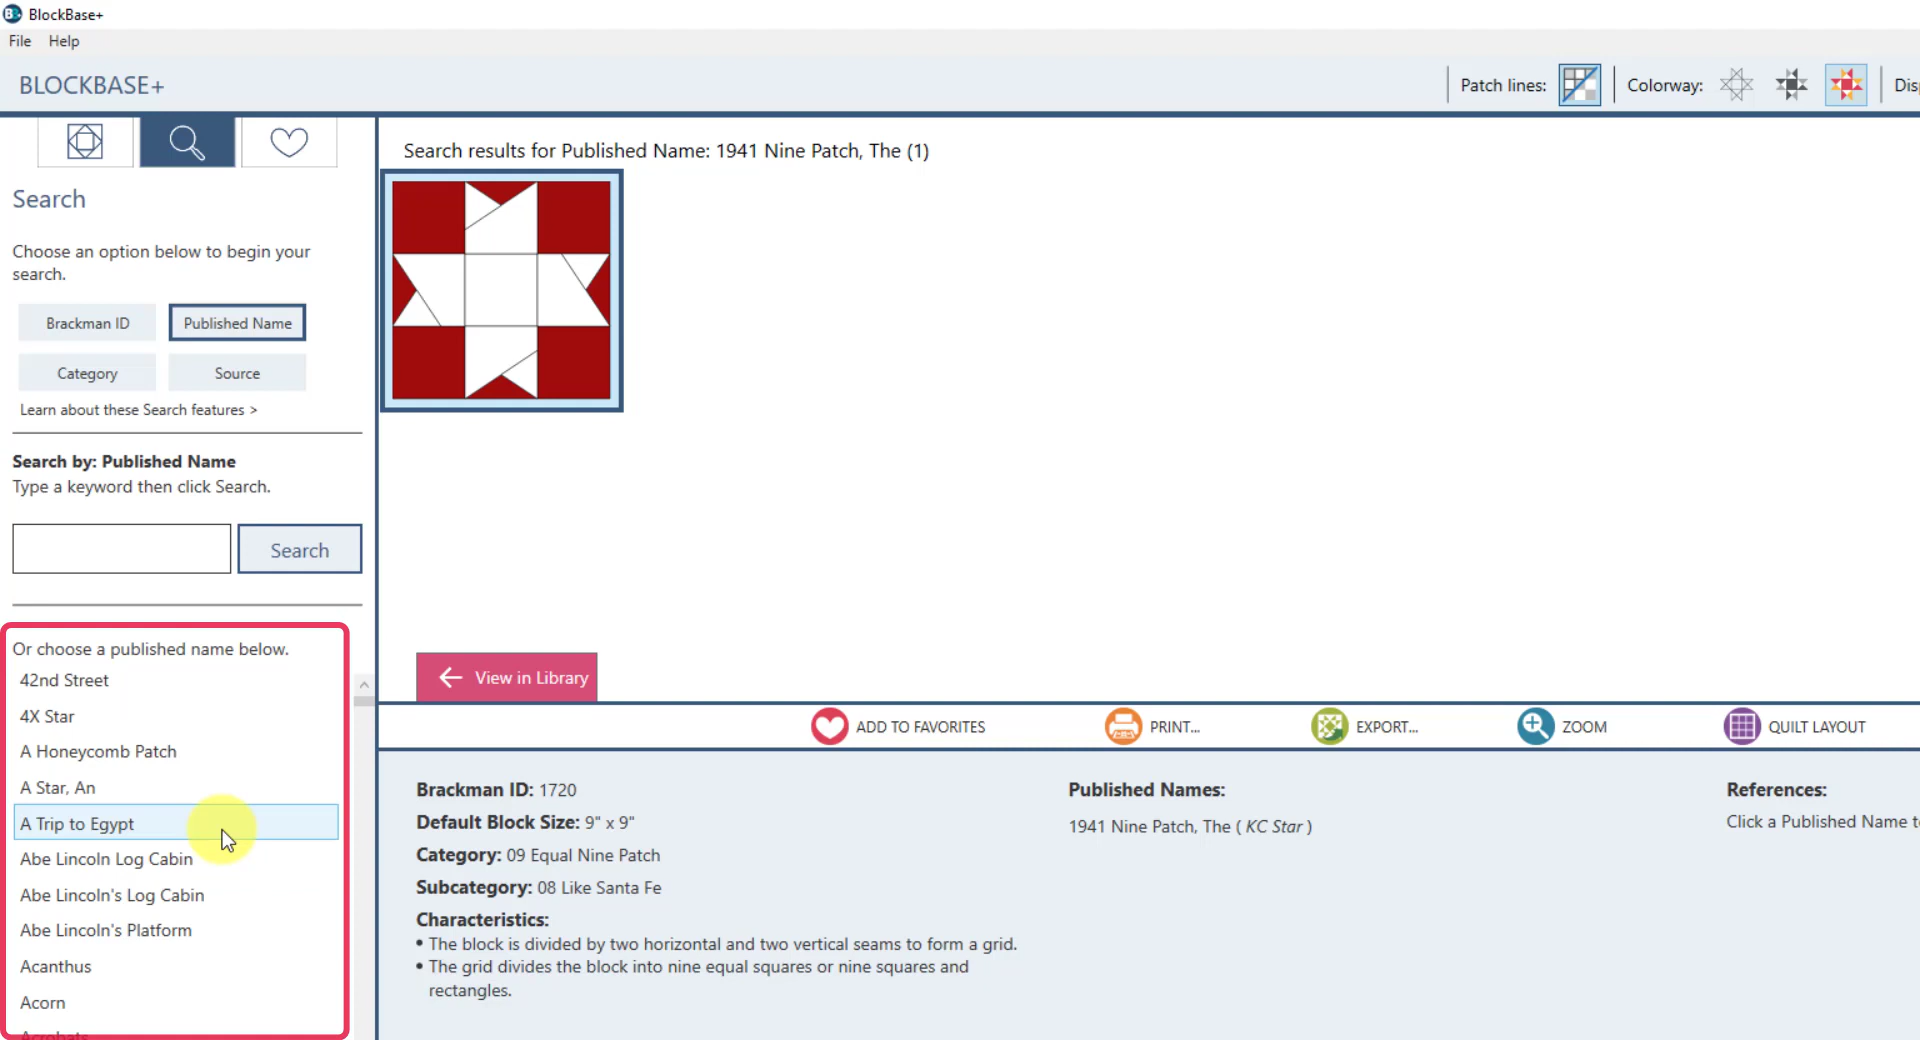 BlockBase+
File Help
BLOCKBASE+
Patch lines:
Colorway:
Search results for Published Name: 1941 Nine Patch, The (1)
Search
Choose an option below to begin your
search.
Brackman ID
Published Name
Category
Source
Learn about these Search features >
Search by: Published Name
Type a keyword then click Search.
Search
Or choose a published name below.
42nd Street
4X Star
A Honeycomb Patch
A Star, An
A Trip to Egypt
Abe Lincoln Log Cabin
Abe Lincoln's Log Cabin
Abe Lincoln's Platform
Acanthus
Acorn
View in Library
ADD TO FAVORITES
PRINT...
EXPORT...
ZOOM
QUILT LAYOUT
Brackman ID: 1720
Default Block Size: 9" x 9"
Category: 09 Equal Nine Patch
Subcategory: 08 Like Santa Fe
Characteristics:
• The block is divided by two horizontal and two vertical seams to form a grid.
• The grid divides the block into nine equal squares or nine squares and
rectangles.
Published Names:
1941 Nine Patch, The ( KC Star )
References:
Click a Published Name